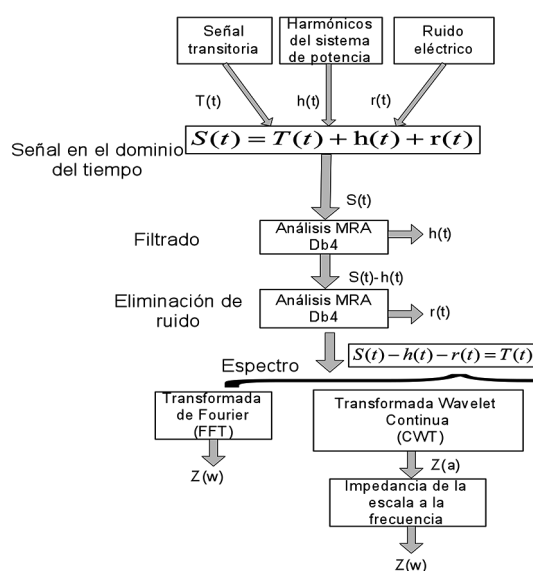 Señal
transitoria
Harmónicos
del sistema
de potencia
Ruido
eléctrico
T(t)
h(t)
r(t)
S(t) = T(t) + h(t) + r(t)
Señal en el dominio
del tiempo
S(t)
Filtrado
Análisis MRA
Db4
h(t)
S(t)-h(t)
Eliminación de
ruido
Análisis MRA
Db4
r(t)
S(t) – h(t) – r(t) = T(t)
Espectro
Transformada
de Fourier
(FFT)
Transformada Wavelet
Continua
(CWT)
Z(w)
Z(a)
Impedancia de la
escala a la
frecuencia
Z(w)